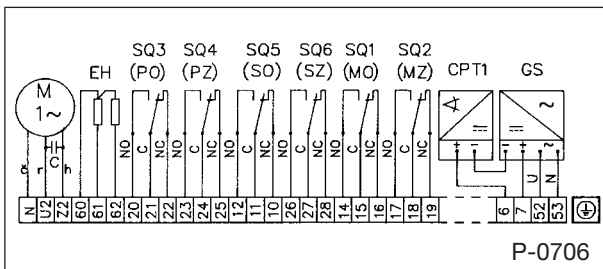 SQ3 SQ4 SQ5 SQ6 SQ1 SQ2
EH (PO) (PZ) (SO) (SZ) (MO) (MZ) CPT1 GS
M
1~
~
+ − − + ~
C
r h
NO C NC NO C NC NO C NC NO C NC NO C NC NO C NC U N
N U2 Z2 60 61 62 20 21 22 23 24 25 12 11 10 26 27 28 14 15 16 17 18 19 6 7 52 53
P-0706